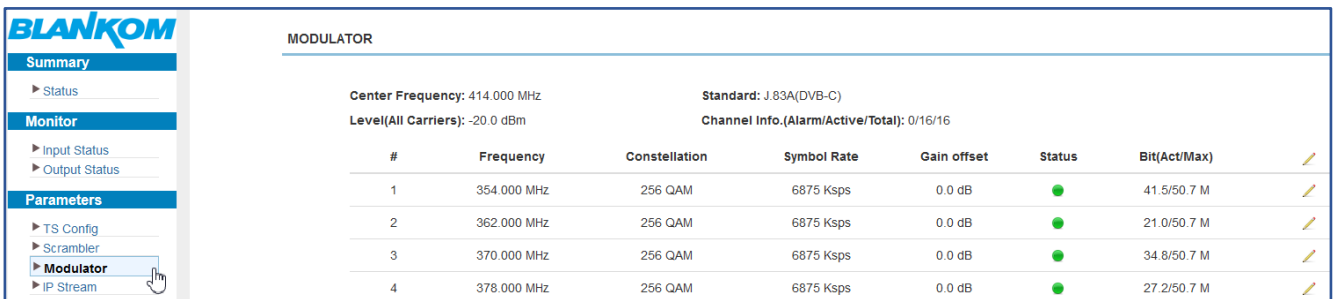 BLANKOM
Summary
Status
Monitor
Input Status
Output Status
Parameters
TS Config
Scrambler
Modulator
IP Stream
MODULATOR
Center Frequency: 414.000 MHz Standard: J.83A(DVB-C)
Level(All Carriers): -20.0 dBm Channel Info.(Alarm/Active/Total): 0/16/16
# Frequency Constellation Symbol Rate Gain offset Status Bit(Act/Max)
1 354.000 MHz 256 QAM 6875 Ksps 0.0 dB 41.5/50.7 M
2 362.000 MHz 256 QAM 6875 Ksps 0.0 dB 21.0/50.7 M
3 370.000 MHz 256 QAM 6875 Ksps 0.0 dB 34.8/50.7 M
4 378.000 MHz 256 QAM 6875 Ksps 0.0 dB 27.2/50.7 M